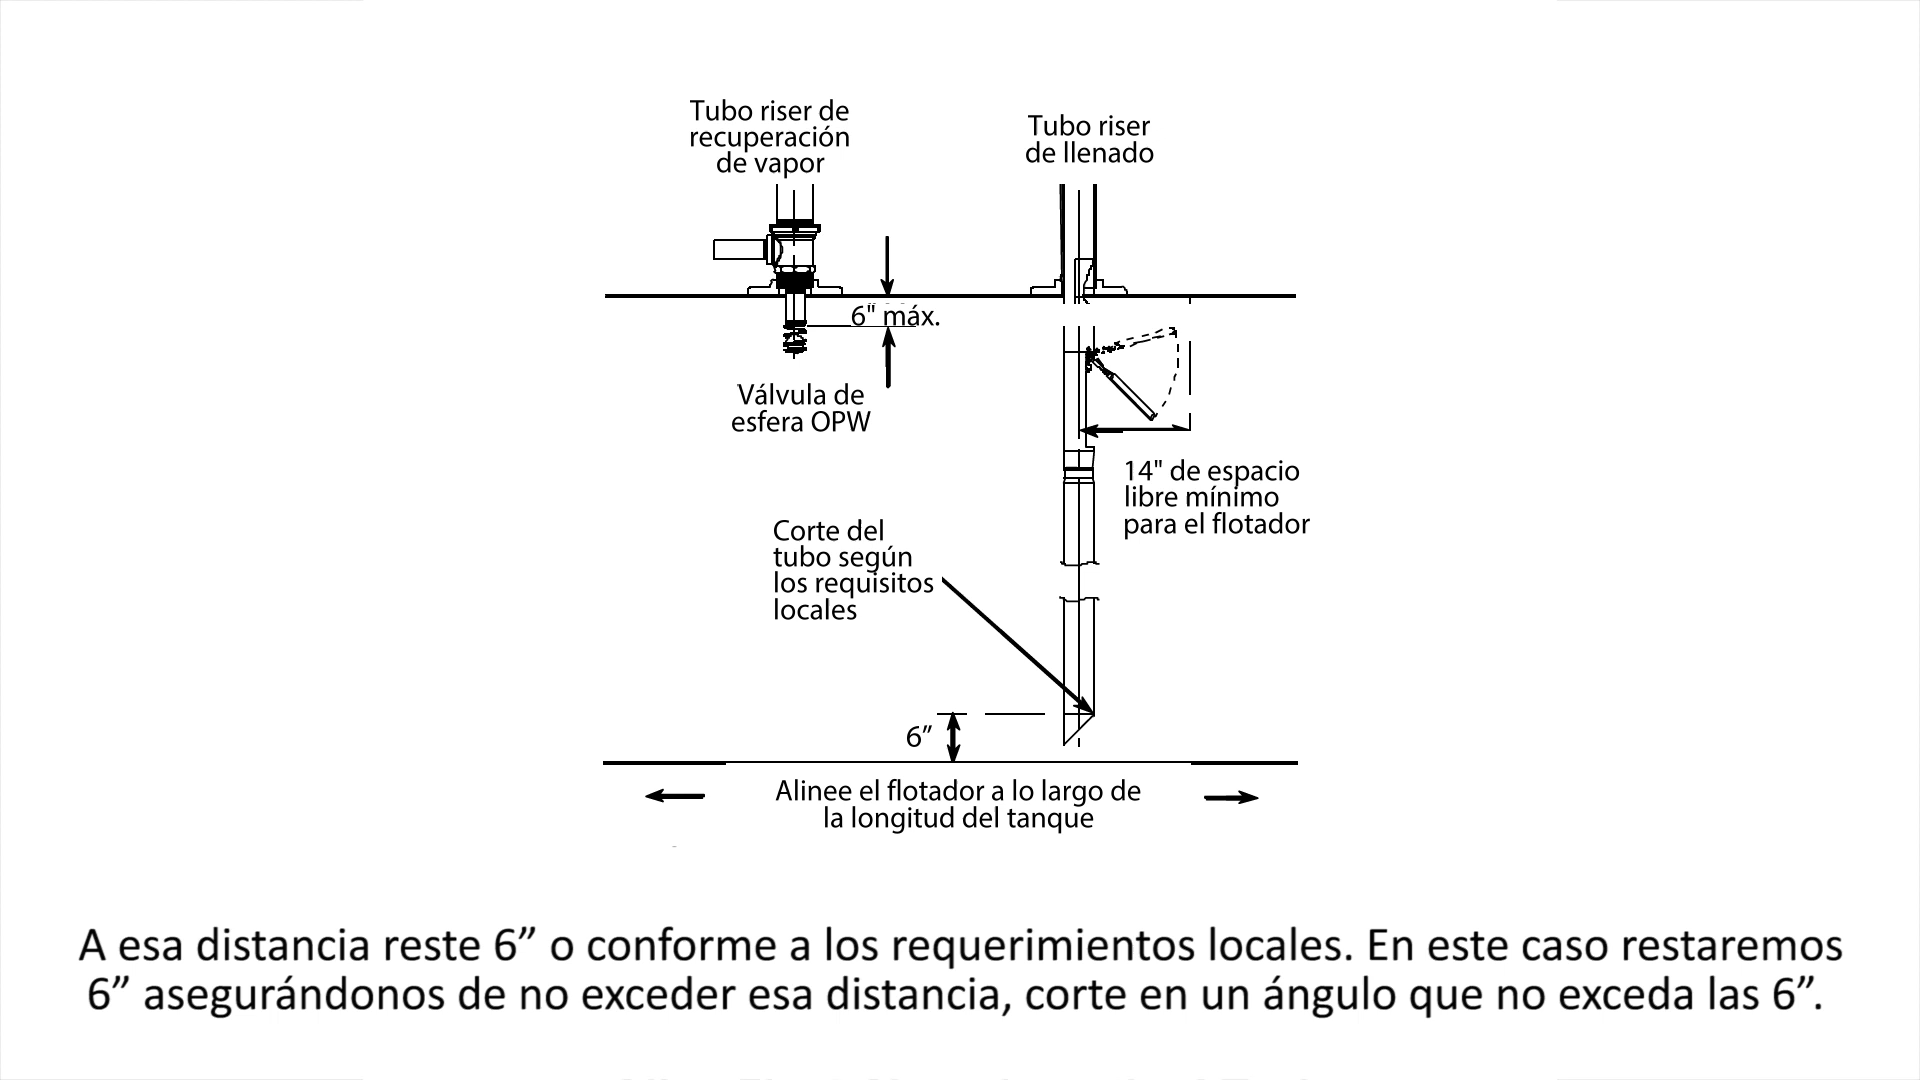 Tubo riser de
recuperación
de vapor
Tubo riser
de llenado
6" máx.
Válvula de
esfera OPW
14" de espacio
libre mínimo
para el flotador
Corte del
tubo según
los requisitos
locales
6”
Alinee el flotador a lo largo de
la longitud del tanque
A esa distancia reste 6” o conforme a los requerimientos locales. En este caso restaremos
6” asegurándonos de no exceder esa distancia, corte en un ángulo que no exceda las 6”.